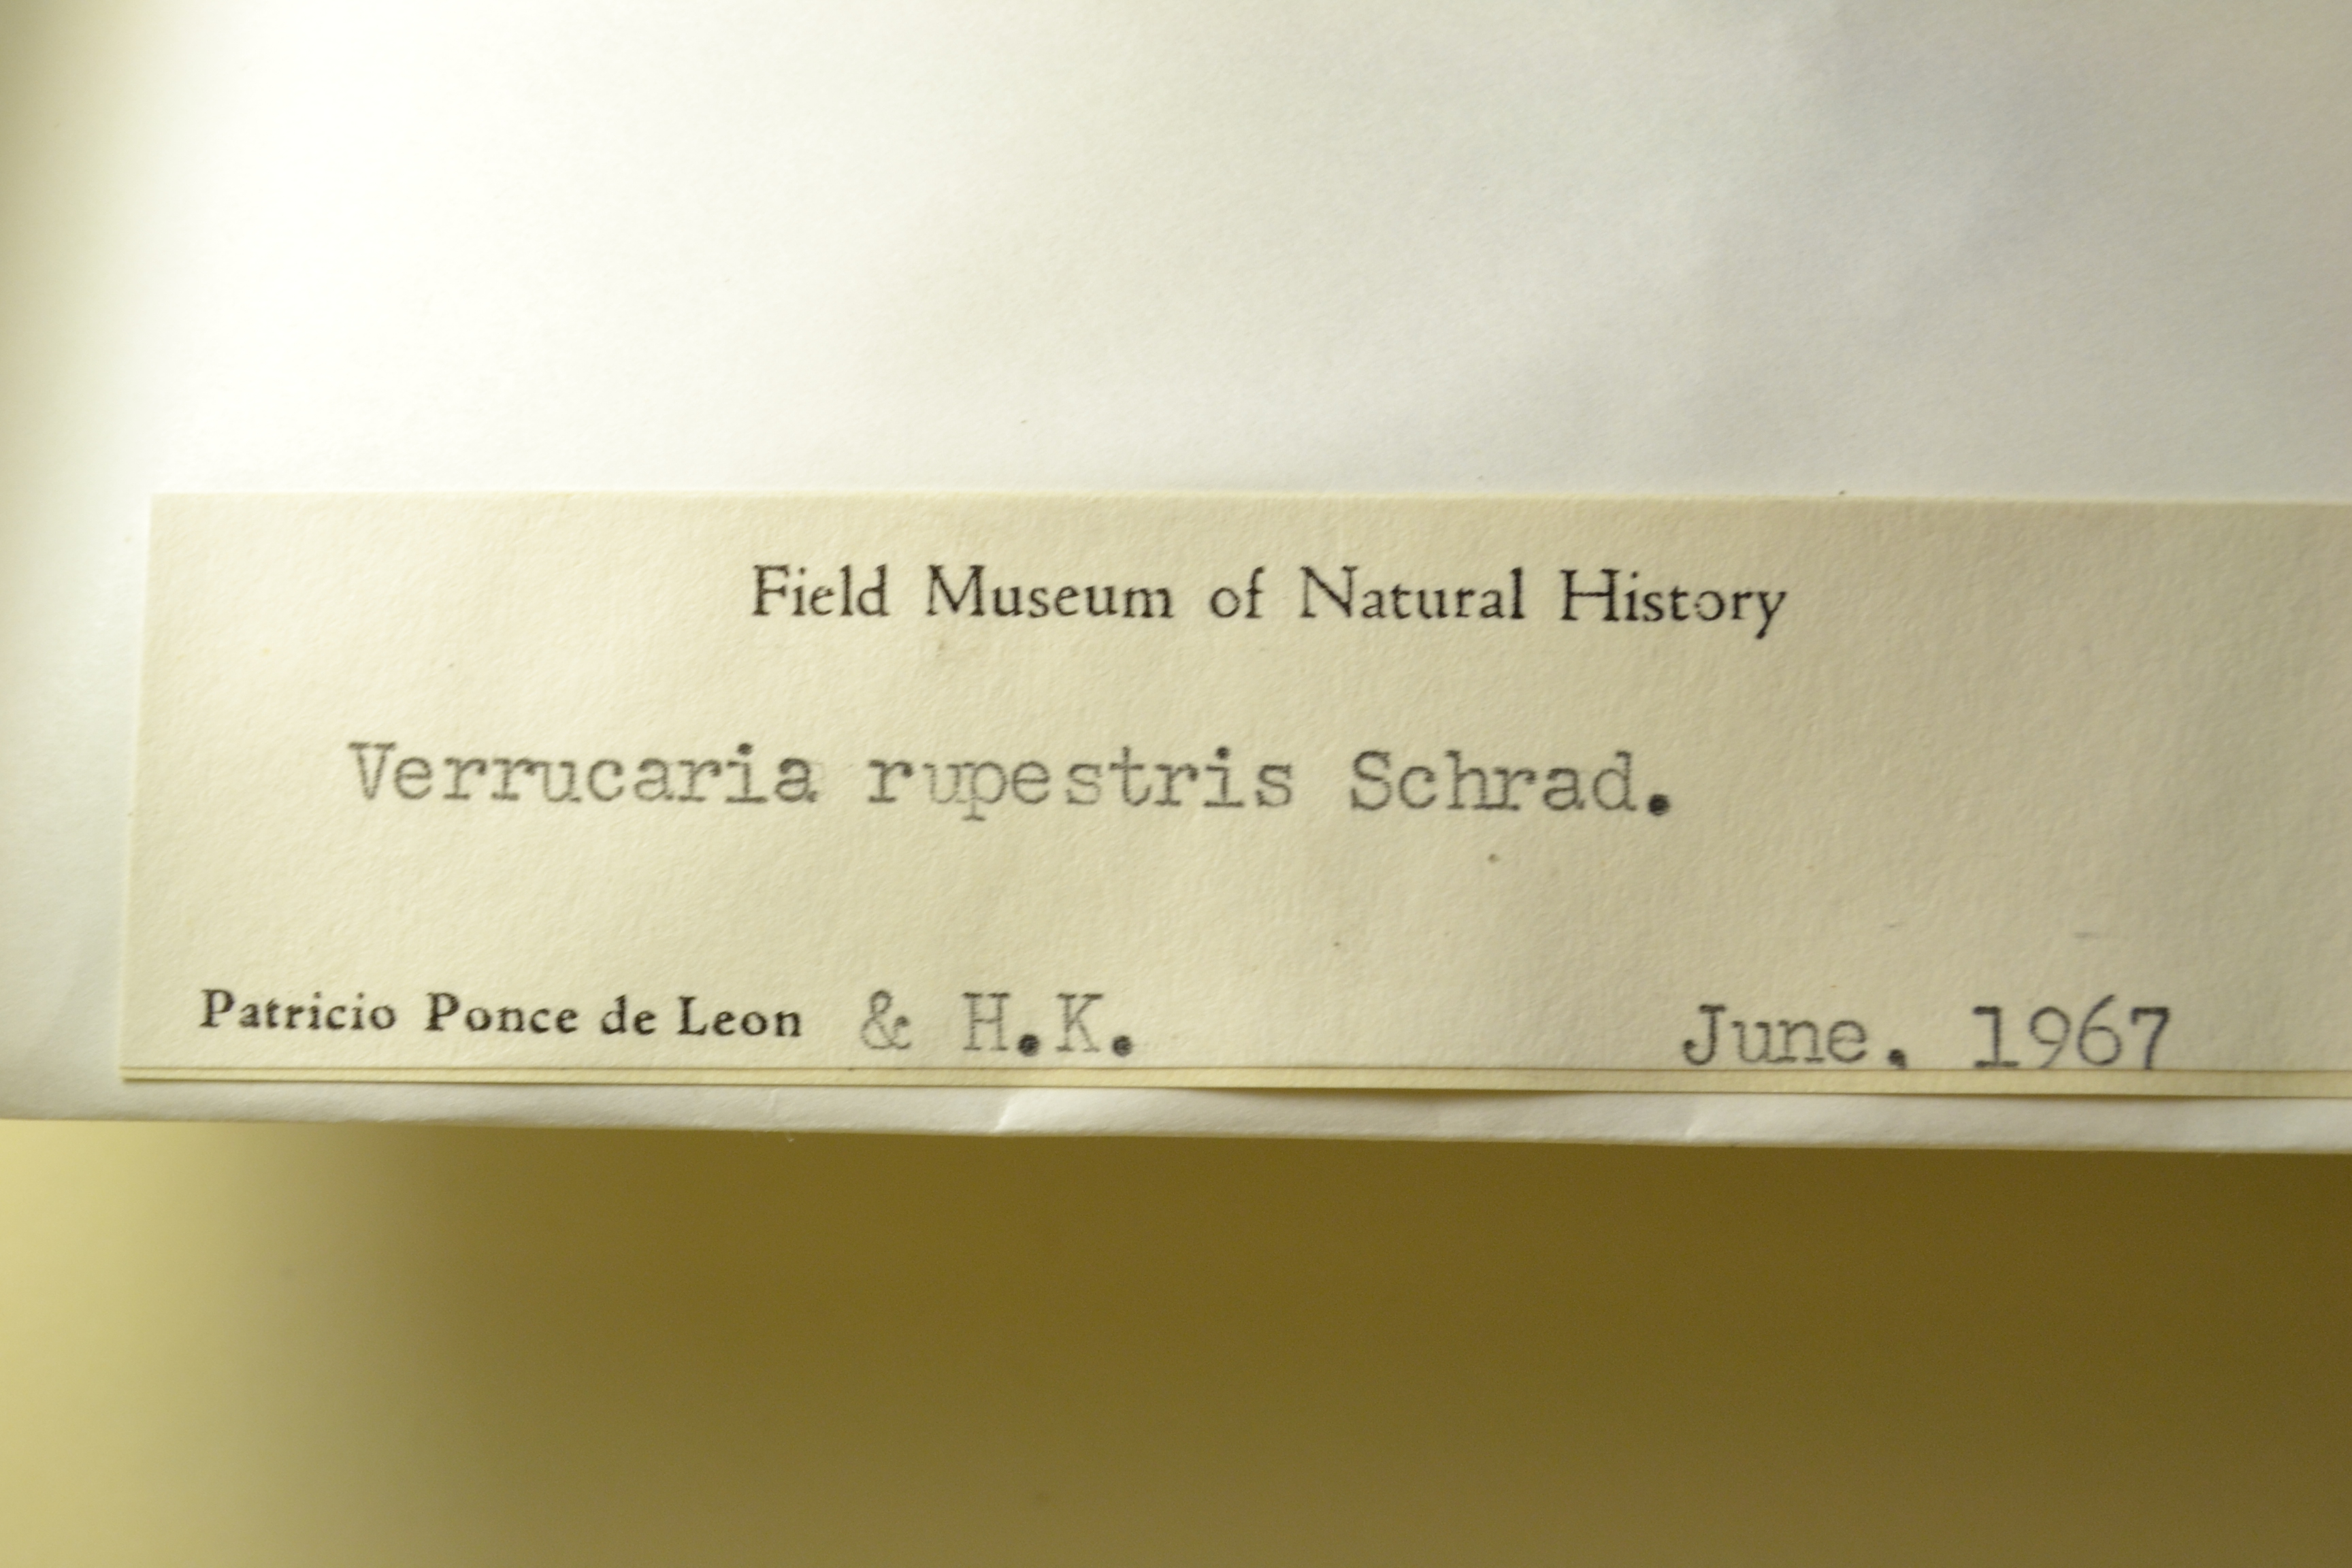 Field Museum of Natural History
Verrucaria rupestris Schrad.
Patricio Ponce de Leon & H.K. June. 1967